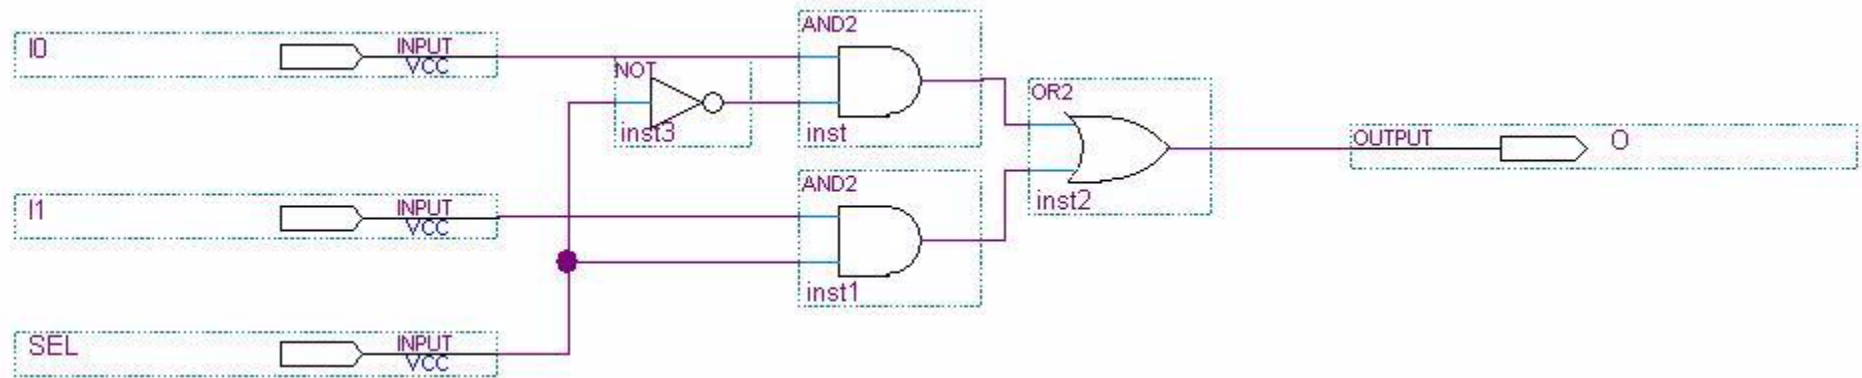 I0
INPUT
VCC
NOT
inst3
AND2
inst
OR2
inst2
OUTPUT
O
I1
INPUT
VCC
AND2
inst1
SEL
INPUT
VCC